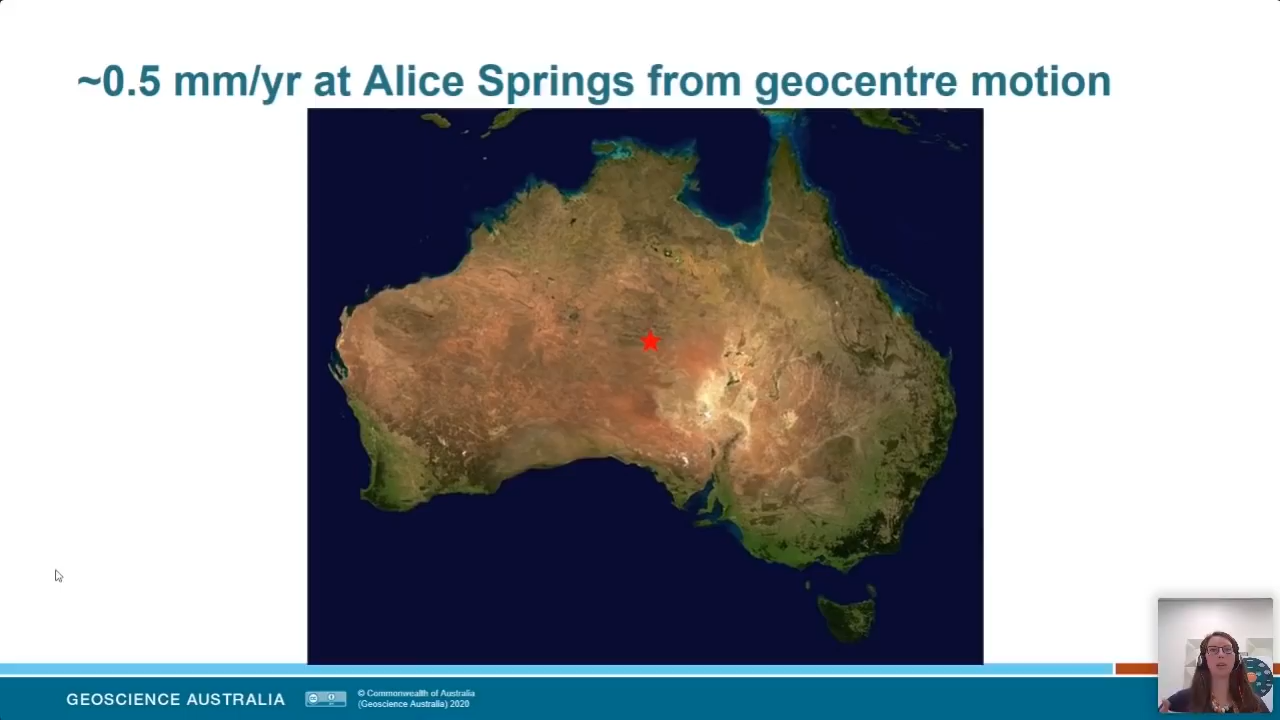 ~0.5 mm/yr at Alice Springs from geocentre motion
GEOSCIENCE AUSTRALIA
© Commonwealth of Australia
(Geoscience Australia) 2020